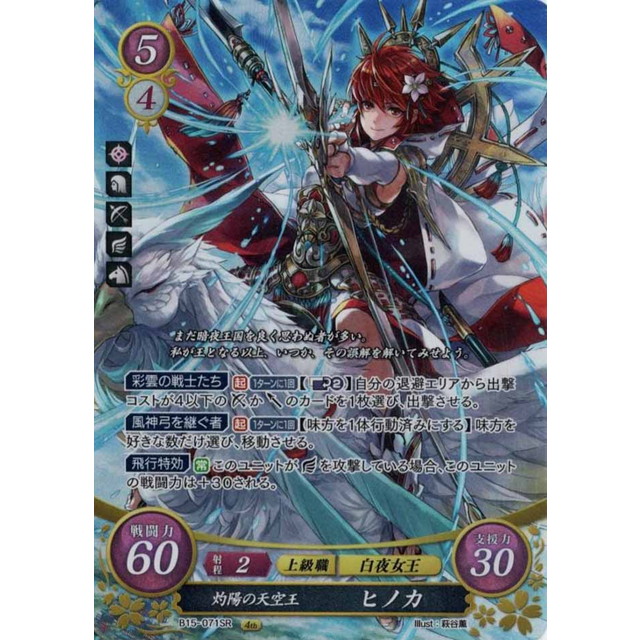 5
4
まだ暗夜王国を良く思わぬ者が多い。
私が王となる以上、いつか、その誤解を解いてみせよう。
彩雲の戦士たち 起 1ターンに1回【 2】自分の退避エリアから出撃
コストが4以下の か のカードを1枚選び、出撃させる。
風神弓を継ぐ者 起 1ターンに1回【味方を1体行動済みにする】味方を
好きな数だけ選び、移動させる。
飛行特効 常 このユニットが を攻撃している場合、このユニット
の戦闘力は+30される。
戦闘力
60
射程 2
上級職
白夜女王
支援力
30
灼陽の天空王 ヒノカ
B15-071SR 4th
Illust:萩谷薫